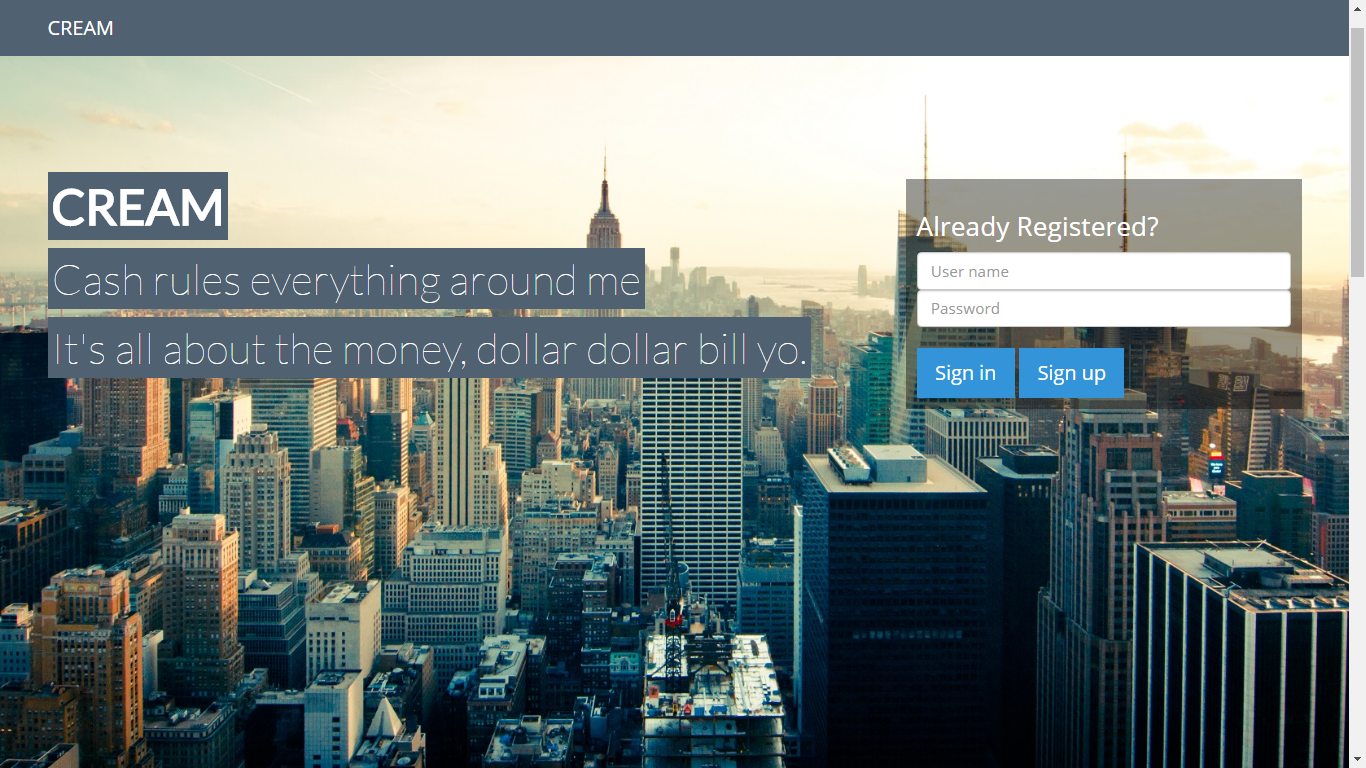 CREAM
CREAM
Cash rules everything around me
It's all about the money, dollar dollar bill yo.
Already Registered?
User name
Password
Sign in
Sign up